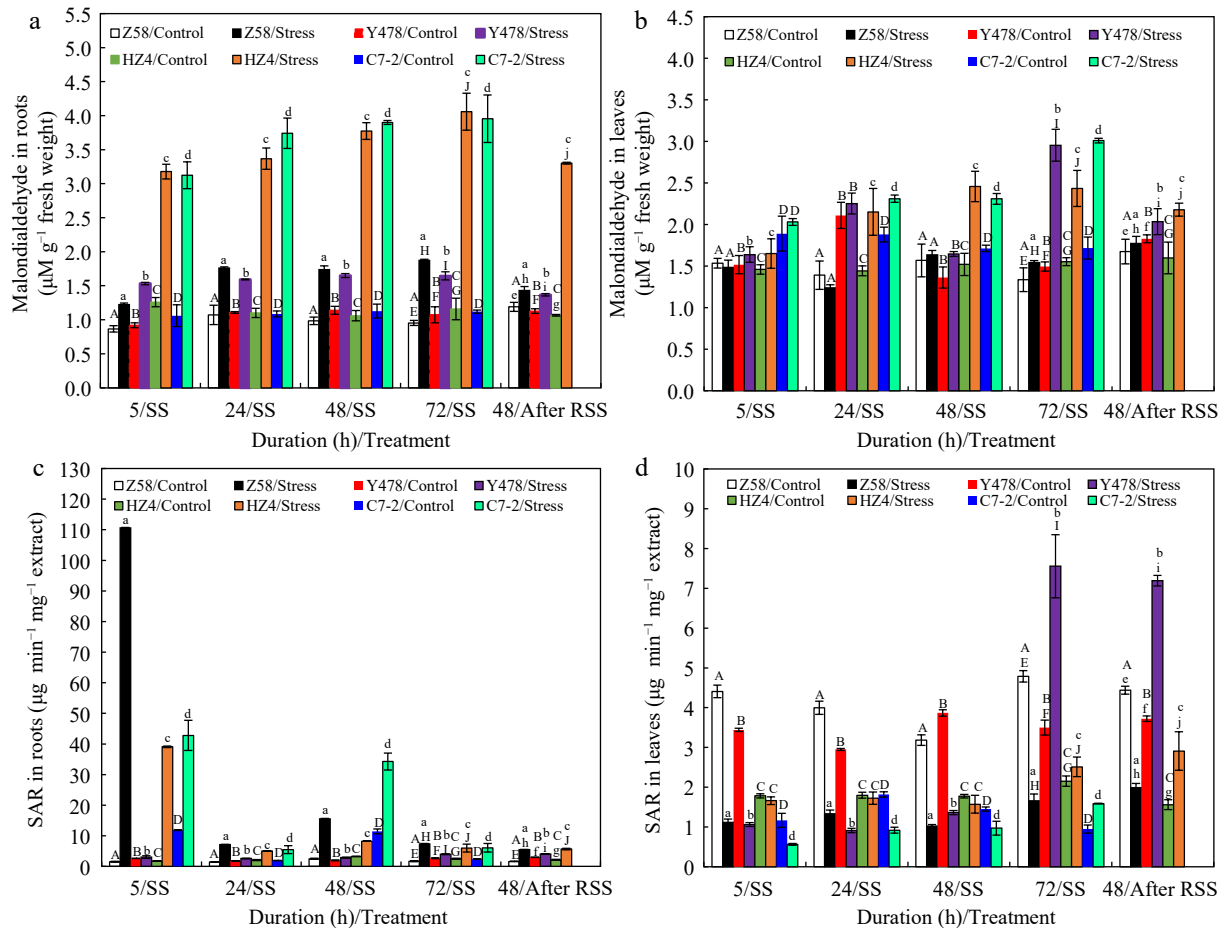 a
Z58/Control Z58/Stress Y478/Control Y478/Stress
HZ4/Control HZ4/Stress C7-2/Control C7-2/Stress
Malondialdehyde in roots
(μM g⁻¹ fresh weight)
5.5
5.0
4.5
4.0
3.5
3.0
2.5
2.0
1.5
1.0
0.5
0.0
A a B b C c D d
A a B b C c D d
A a B b C c D d
A E a H B F b i C G c J D d
A e a h B F b i C g c j
5/SS 24/SS 48/SS 72/SS 48/After RSS
Duration (h)/Treatment
b
Z58/Control Z58/Stress Y478/Control Y478/Stress
HZ4/Control HZ4/Stress C7-2/Control C7-2/Stress
Malondialdehyde in leaves
(μM g⁻¹ fresh weight)
4.5
4.0
3.5
3.0
2.5
2.0
1.5
1.0
0.5
0.0
A A B B C c D D
A A B B C c D d
A A B B C c D d
A E a H B F b I C G c J D d
A e a h B f b i C G c j
5/SS 24/SS 48/SS 72/SS 48/After RSS
Duration (h)/Treatment
c
Z58/Control Z58/Stress Y478/Control Y478/Stress
HZ4/Control HZ4/Stress C7-2/Control C7-2/Stress
SAR in roots (μg min⁻¹ mg⁻¹ extract)
130
120
110
100
90
80
70
60
50
40
30
20
10
0
A a B b C c D d
A a B b C c D d
A a B b C c D d
A E a H B F b I C G c J D d
A E a h B f b i C g c J
5/SS 24/SS 48/SS 72/SS 48/After RSS
Duration (h)/Treatment
d
Z58/Control Z58/Stress Y478/Control Y478/Stress
HZ4/Control HZ4/Stress C7-2/Control C7-2/Stress
SAR in leaves (μg min⁻¹ mg⁻¹ extract)
10
9
8
7
6
5
4
3
2
1
0
A a B b C C D d
A a B b C C D d
A a B b C C D d
A E a H B F b I C G c J D d
A e a h B f b i C g c j
5/SS 24/SS 48/SS 72/SS 48/After RSS
Duration (h)/Treatment